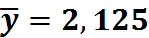 y̅ = 2, 125